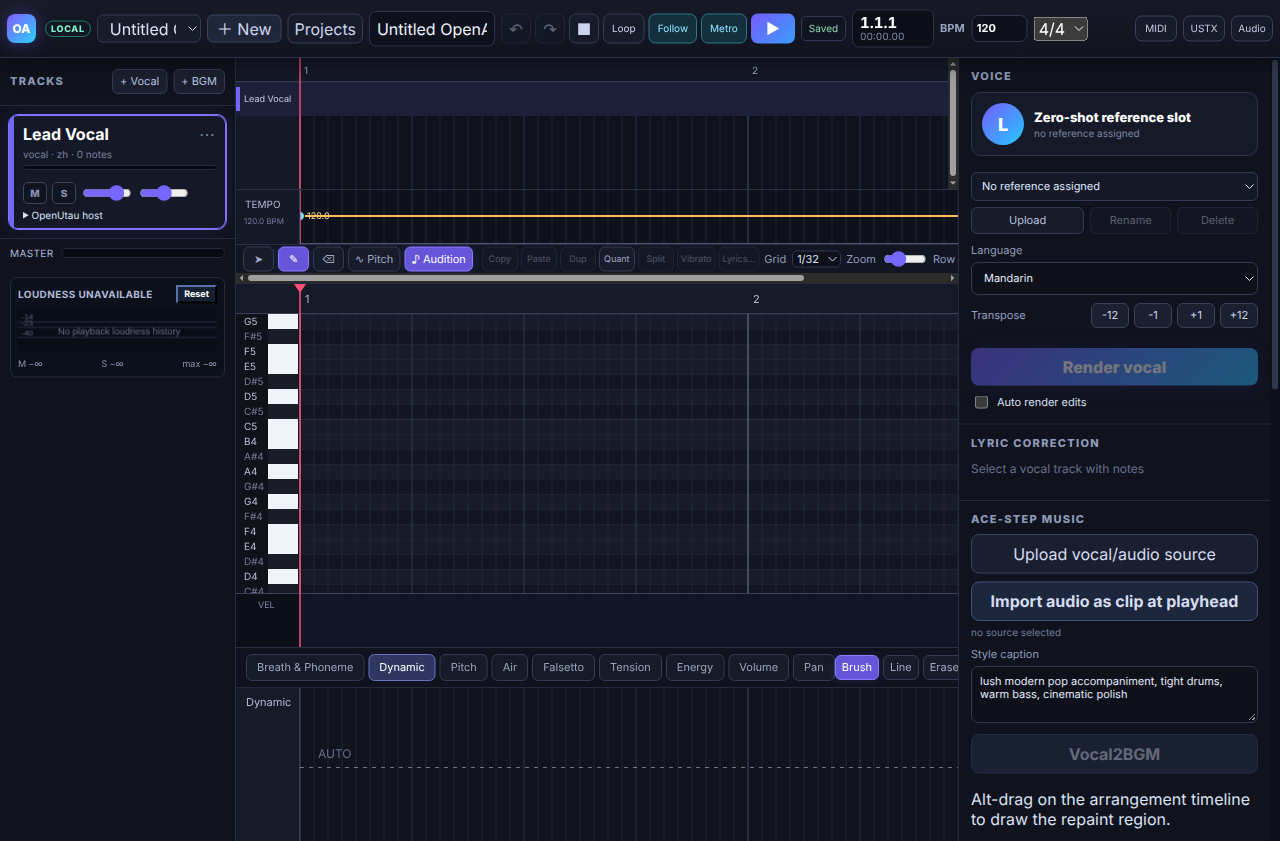 OA
LOCAL
Untitled
+ New
Projects
Untitled OpenA
Loop
Follow
Metro
Saved
1.1.1
00:00.00
BPM
120
4/4
MIDI
USTX
Audio
TRACKS
+ Vocal
+ BGM
Lead Vocal
vocal · zh · 0 notes
M
S
OpenUtau host
MASTER
LOUDNESS UNAVAILABLE
Reset
-14
-23
-40
No playback loudness history
M −∞
S −∞
max −∞
1
2
Lead Vocal
TEMPO
120.0 BPM
120.0
Pitch
Audition
Copy
Paste
Dup
Quant
Split
Vibrato
Lyrics...
Grid
1/32
Zoom
Row
1
2
G5
F#5
F5
E5
D#5
D5
C#5
C5
B4
A#4
A4
G#4
G4
F#4
F4
E4
D#4
D4
C#4
VEL
Breath & Phoneme
Dynamic
Pitch
Air
Falsetto
Tension
Energy
Volume
Pan
Brush
Line
Erase
Dynamic
AUTO
VOICE
L
Zero-shot reference slot
no reference assigned
No reference assigned
Upload
Rename
Delete
Language
Mandarin
Transpose
-12
-1
+1
+12
Render vocal
Auto render edits
LYRIC CORRECTION
Select a vocal track with notes
ACE-STEP MUSIC
Upload vocal/audio source
Import audio as clip at playhead
no source selected
Style caption
lush modern pop accompaniment, tight drums,
warm bass, cinematic polish
Vocal2BGM
Alt-drag on the arrangement timeline
to draw the repaint region.